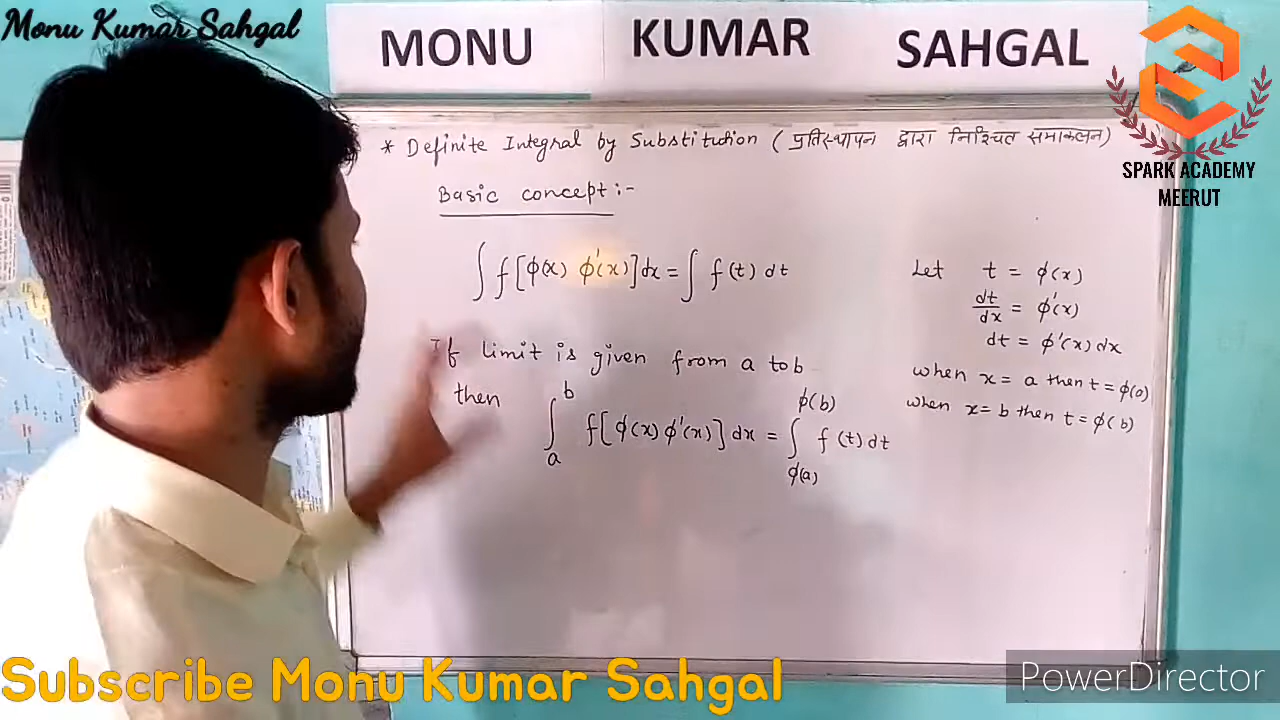 Monu Kumar Sahgal
MONU KUMAR SAHGAL
SPARK ACADEMY
MEERUT
* Definite Integral by Substitution ( प्रतिस्थापन द्वारा निश्चित समाकलन)
Basic concept :-
∫ f[φ(x) φ'(x)]dx = ∫ f(t) dt
If limit is given from a to b
then ∫_a^b f[φ(x) φ'(x)] dx = ∫_φ(a)^φ(b) f(t) dt
Let t = φ(x)
dt/dx = φ'(x)
dt = φ'(x) dx
when x = a then t = φ(a)
when x = b then t = φ(b)
Subscribe Monu Kumar Sahgal
PowerDirector